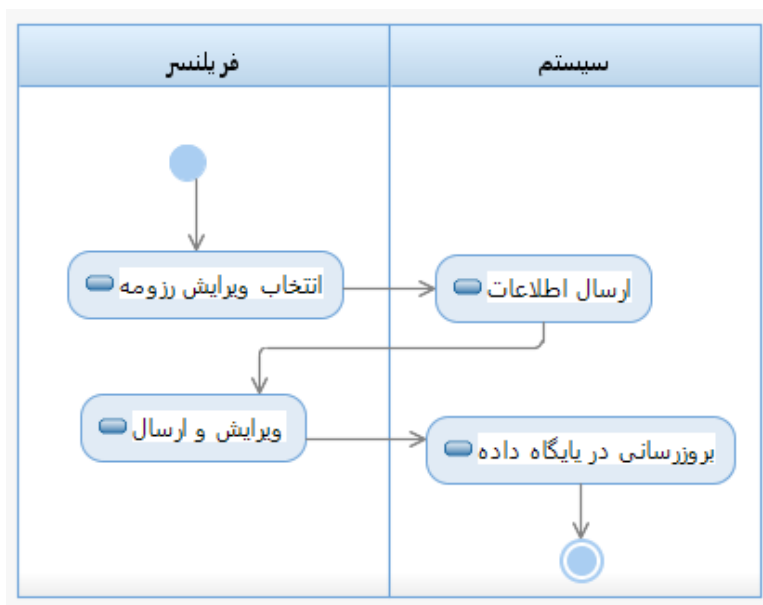 فریلنسر
سیستم
انتخاب ویرایش رزومه
ارسال اطلاعات
ویرایش و ارسال
بروزرسانی در پایگاه داده